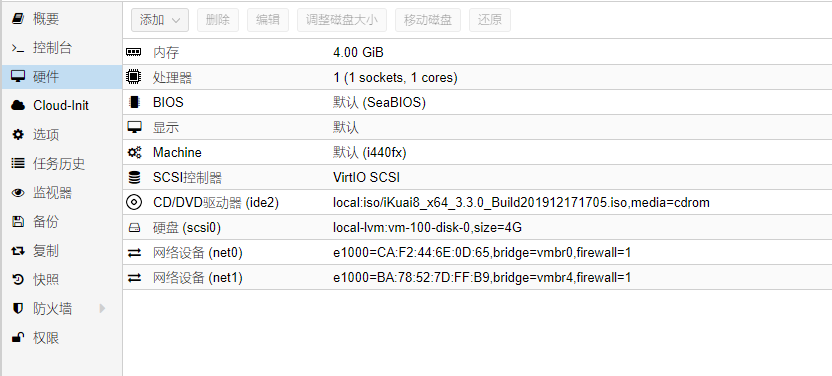 概要
控制台
硬件
Cloud-Init
选项
任务历史
监视器
备份
复制
快照
防火墙
权限
添加 删除 编辑 调整磁盘大小 移动磁盘 还原
内存 4.00 GiB
处理器 1 (1 sockets, 1 cores)
BIOS 默认 (SeaBIOS)
显示 默认
Machine 默认 (i440fx)
SCSI控制器 VirtIO SCSI
CD/DVD驱动器 (ide2) local:iso/iKuai8_x64_3.3.0_Build201912171705.iso,media=cdrom
硬盘 (scsi0) local-lvm:vm-100-disk-0,size=4G
网络设备 (net0) e1000=CA:F2:44:6E:0D:65,bridge=vmbr0,firewall=1
网络设备 (net1) e1000=BA:78:52:7D:FF:B9,bridge=vmbr4,firewall=1